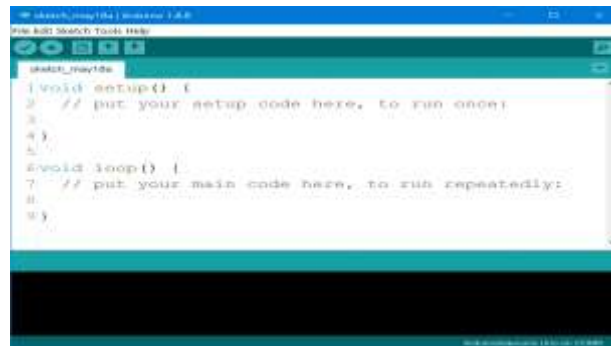 sketch_may18a | Arduino 1.8.8
File Edit Sketch Tools Help
sketch_may18a
1 void setup() {
2 // put your setup code here, to run once:
3
4 }
5
6 void loop() {
7 // put your main code here, to run repeatedly:
8
9 }